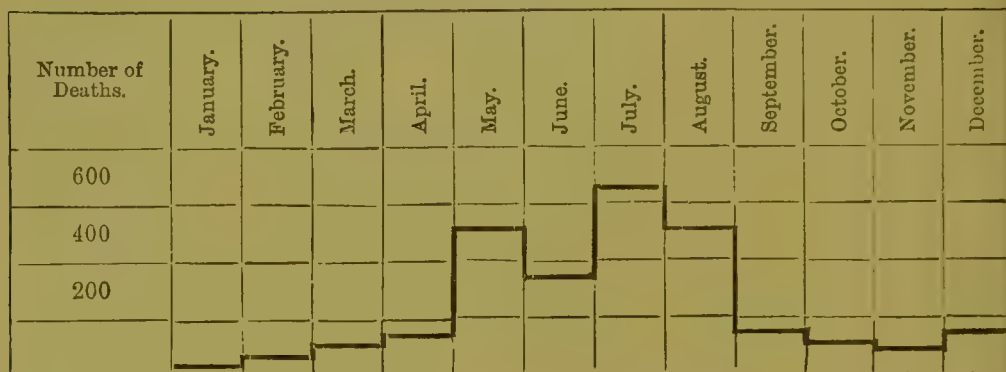 Number of
Deaths.
January.
February.
March.
April.
May.
June.
July.
August.
September.
October.
November.
December.
600
400
200